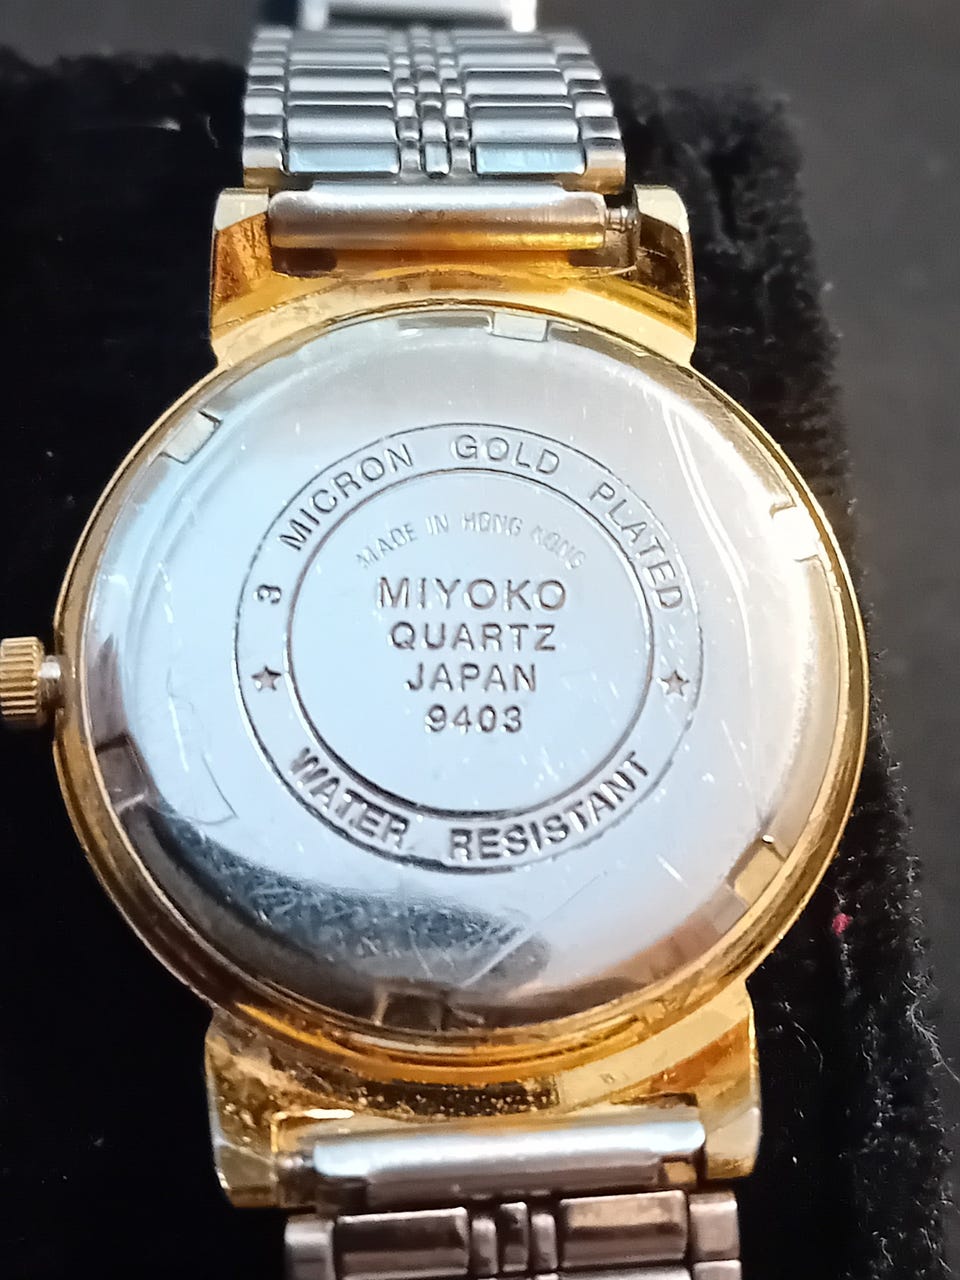 3 MICRON GOLD PLATED
MADE IN HONG KONG
MIYOKO
QUARTZ
JAPAN
9403
WATER RESISTANT